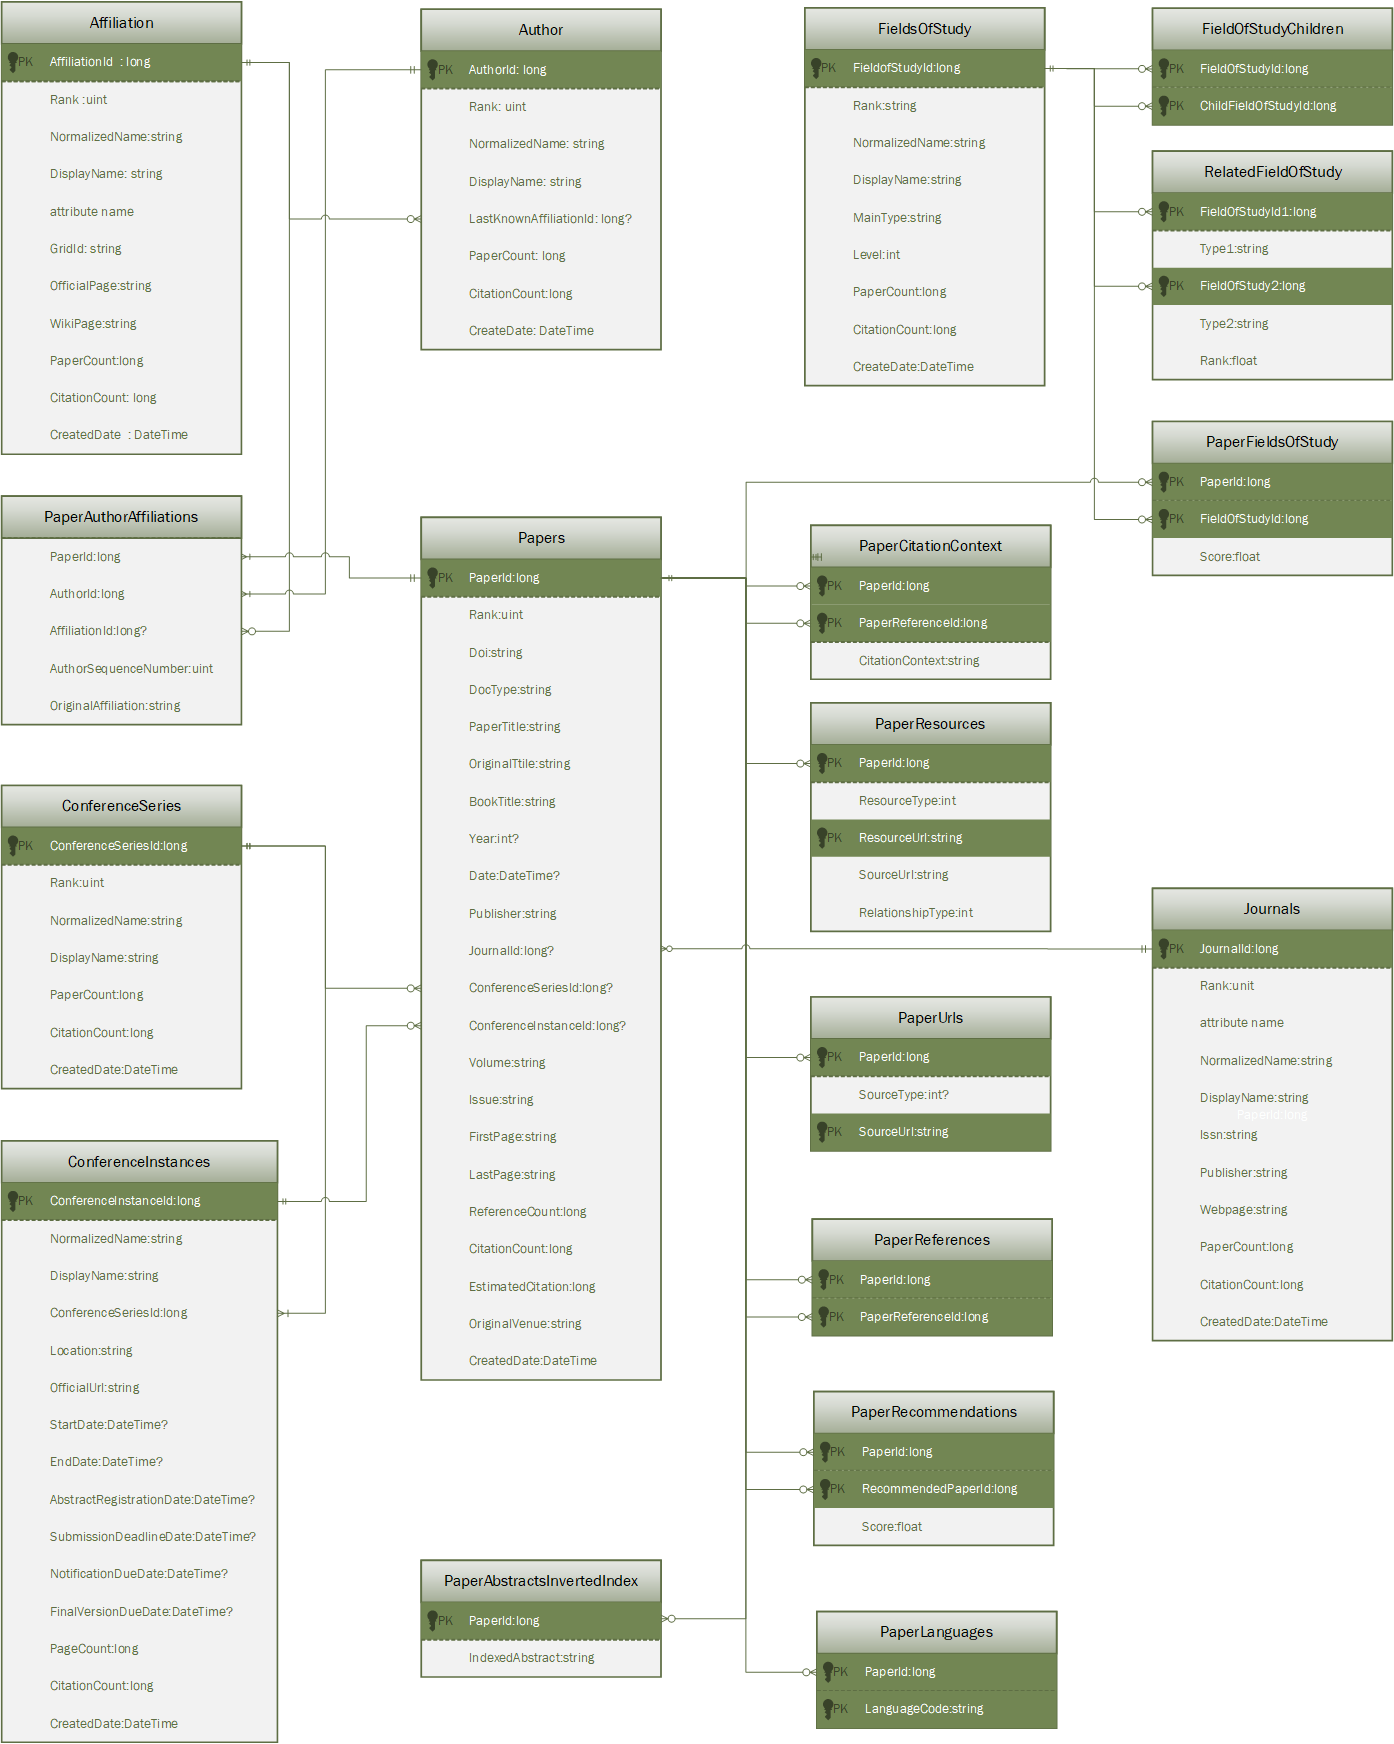 Affiliation
PK AffiliationId : long
Rank :uint
NormalizedName:string
DisplayName: string
attribute name
GridId: string
OfficialPage:string
WikiPage:string
PaperCount:long
CitationCount: long
CreatedDate : DateTime
Author
PK AuthorId: long
Rank: uint
NormalizedName: string
DisplayName: string
LastKnownAffiliationId: long?
PaperCount: long
CitationCount:long
CreateDate: DateTime
FieldsOfStudy
PK FieldofStudyId:long
Rank:string
NormalizedName:string
DisplayName:string
MainType:string
Level:int
PaperCount:long
CitationCount:long
CreateDate:DateTime
FieldOfStudyChildren
PK FieldOfStudyId:long
PK ChildFieldOfStudyId:long
RelatedFieldOfStudy
PK FieldOfStudyId1:long
Type1:string
PK FieldOfStudy2:long
Type2:string
Rank:float
PaperFieldsOfStudy
PK PaperId:long
PK FieldOfStudyId:long
Score:float
PaperAuthorAffiliations
PaperId:long
AuthorId:long
AffiliationId:long?
AuthorSequenceNumber:uint
OriginalAffiliation:string
Papers
PK PaperId:long
Rank:uint
Doi:string
DocType:string
PaperTitle:string
OriginalTtile:string
BookTitle:string
Year:int?
Date:DateTime?
Publisher:string
JournalId:long?
ConferenceSeriesId:long?
ConferenceInstanceId:long?
Volume:string
Issue:string
FirstPage:string
LastPage:string
ReferenceCount:long
CitationCount:long
EstimatedCitation:long
OriginalVenue:string
CreatedDate:DateTime
PaperCitationContext
PK PaperId:long
PK PaperReferenceId:long
CitationContext:string
PaperResources
PK PaperId:long
ResourceType:int
PK ResourceUrl:string
SourceUrl:string
RelationshipType:int
ConferenceSeries
PK ConferenceSeriesId:long
Rank:uint
NormalizedName:string
DisplayName:string
PaperCount:long
CitationCount:long
CreatedDate:DateTime
Journals
PK JournalId:long
Rank:unit
attribute name
NormalizedName:string
DisplayName:string
PaperId:long
Issn:string
Publisher:string
Webpage:string
PaperCount:long
CitationCount:long
CreatedDate:DateTime
PaperUrls
PK PaperId:long
SourceType:int?
PK SourceUrl:string
ConferenceInstances
PK ConferenceInstanceId:long
NormalizedName:string
DisplayName:string
ConferenceSeriesId:long
Location:string
OfficialUrl:string
StartDate:DateTime?
EndDate:DateTime?
AbstractRegistrationDate:DateTime?
SubmissionDeadlineDate:DateTime?
NotificationDueDate:DateTime?
FinalVersionDueDate:DateTime?
PageCount:long
CitationCount:long
CreatedDate:DateTime
PaperReferences
PK PaperId:long
PK PaperReferenceId:long
PaperRecommendations
PK PaperId:long
PK RecommendedPaperId:long
Score:float
PaperAbstractsInvertedIndex
PK PaperId:long
IndexedAbstract:string
PaperLanguages
PK PaperId:long
PK LanguageCode:string